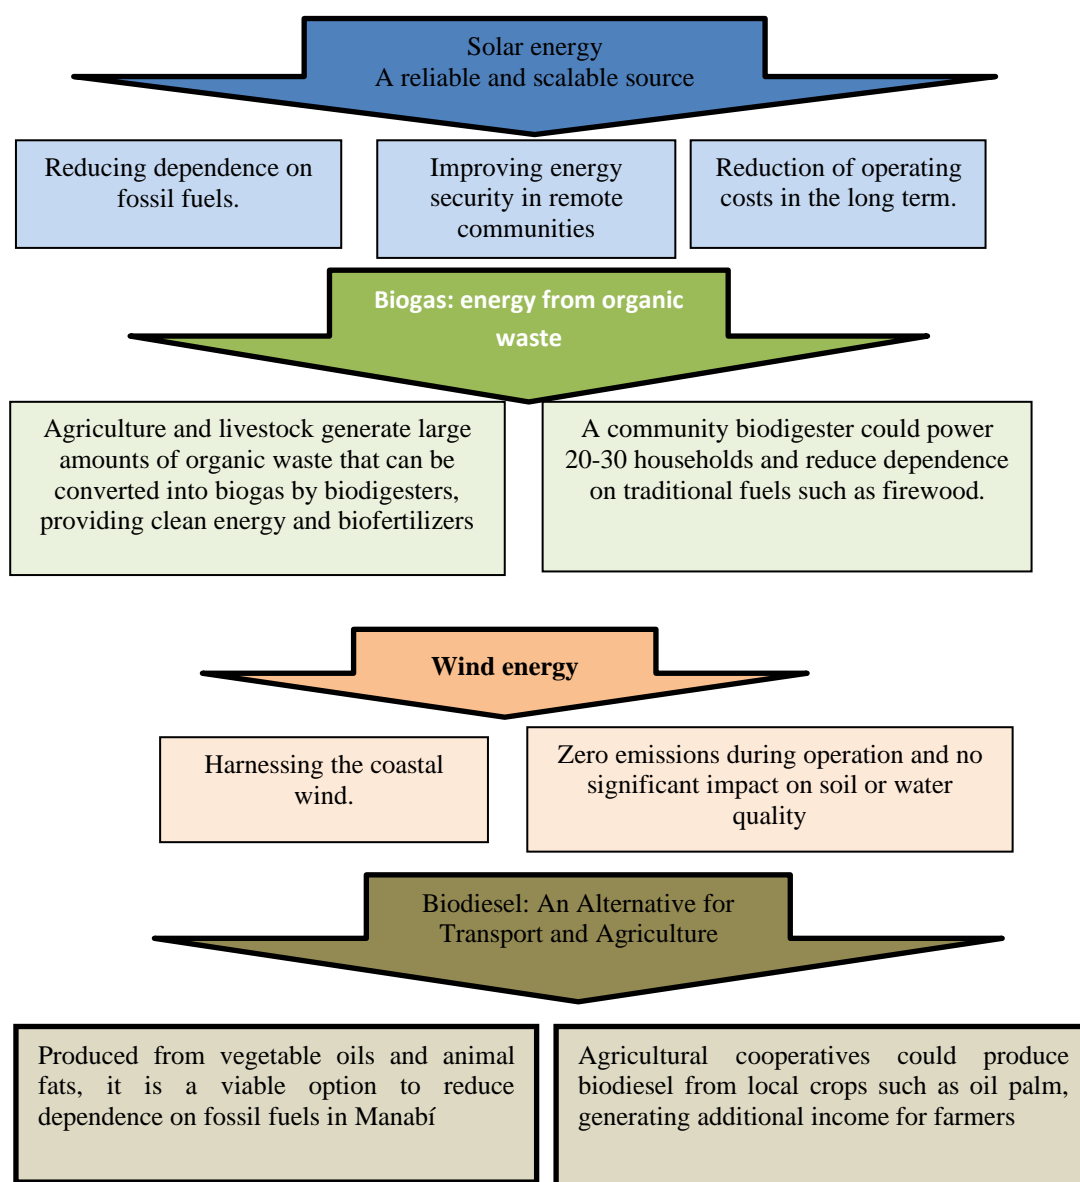 Solar energy
A reliable and scalable source
Reducing dependence on
fossil fuels.
Improving energy
security in remote
communities
Reduction of operating
costs in the long term.
Biogas: energy from organic
waste
Agriculture and livestock generate large
amounts of organic waste that can be
converted into biogas by biodigesters,
providing clean energy and biofertilizers
A community biodigester could power
20-30 households and reduce dependence
on traditional fuels such as firewood.
Wind energy
Harnessing the coastal
wind.
Zero emissions during operation and no
significant impact on soil or water
quality
Biodiesel: An Alternative for
Transport and Agriculture
Produced from vegetable oils and animal
fats, it is a viable option to reduce
dependence on fossil fuels in Manabí
Agricultural cooperatives could produce
biodiesel from local crops such as oil palm,
generating additional income for farmers